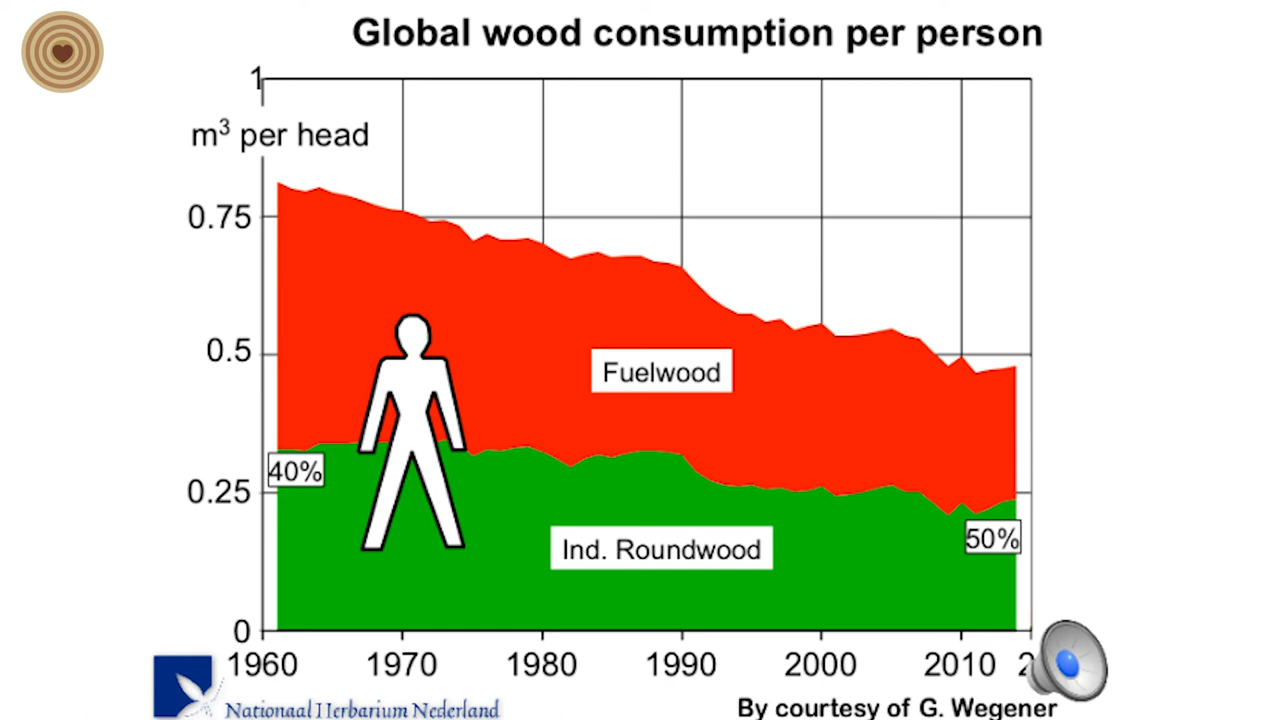 Global wood consumption per person
1
m³ per head
0.75
0.5
Fuelwood
40%
0.25
50%
Ind. Roundwood
0
1960 1970 1980 1990 2000 2010 2
Nationaal Herbarium Nederland
By courtesy of G. Wegener